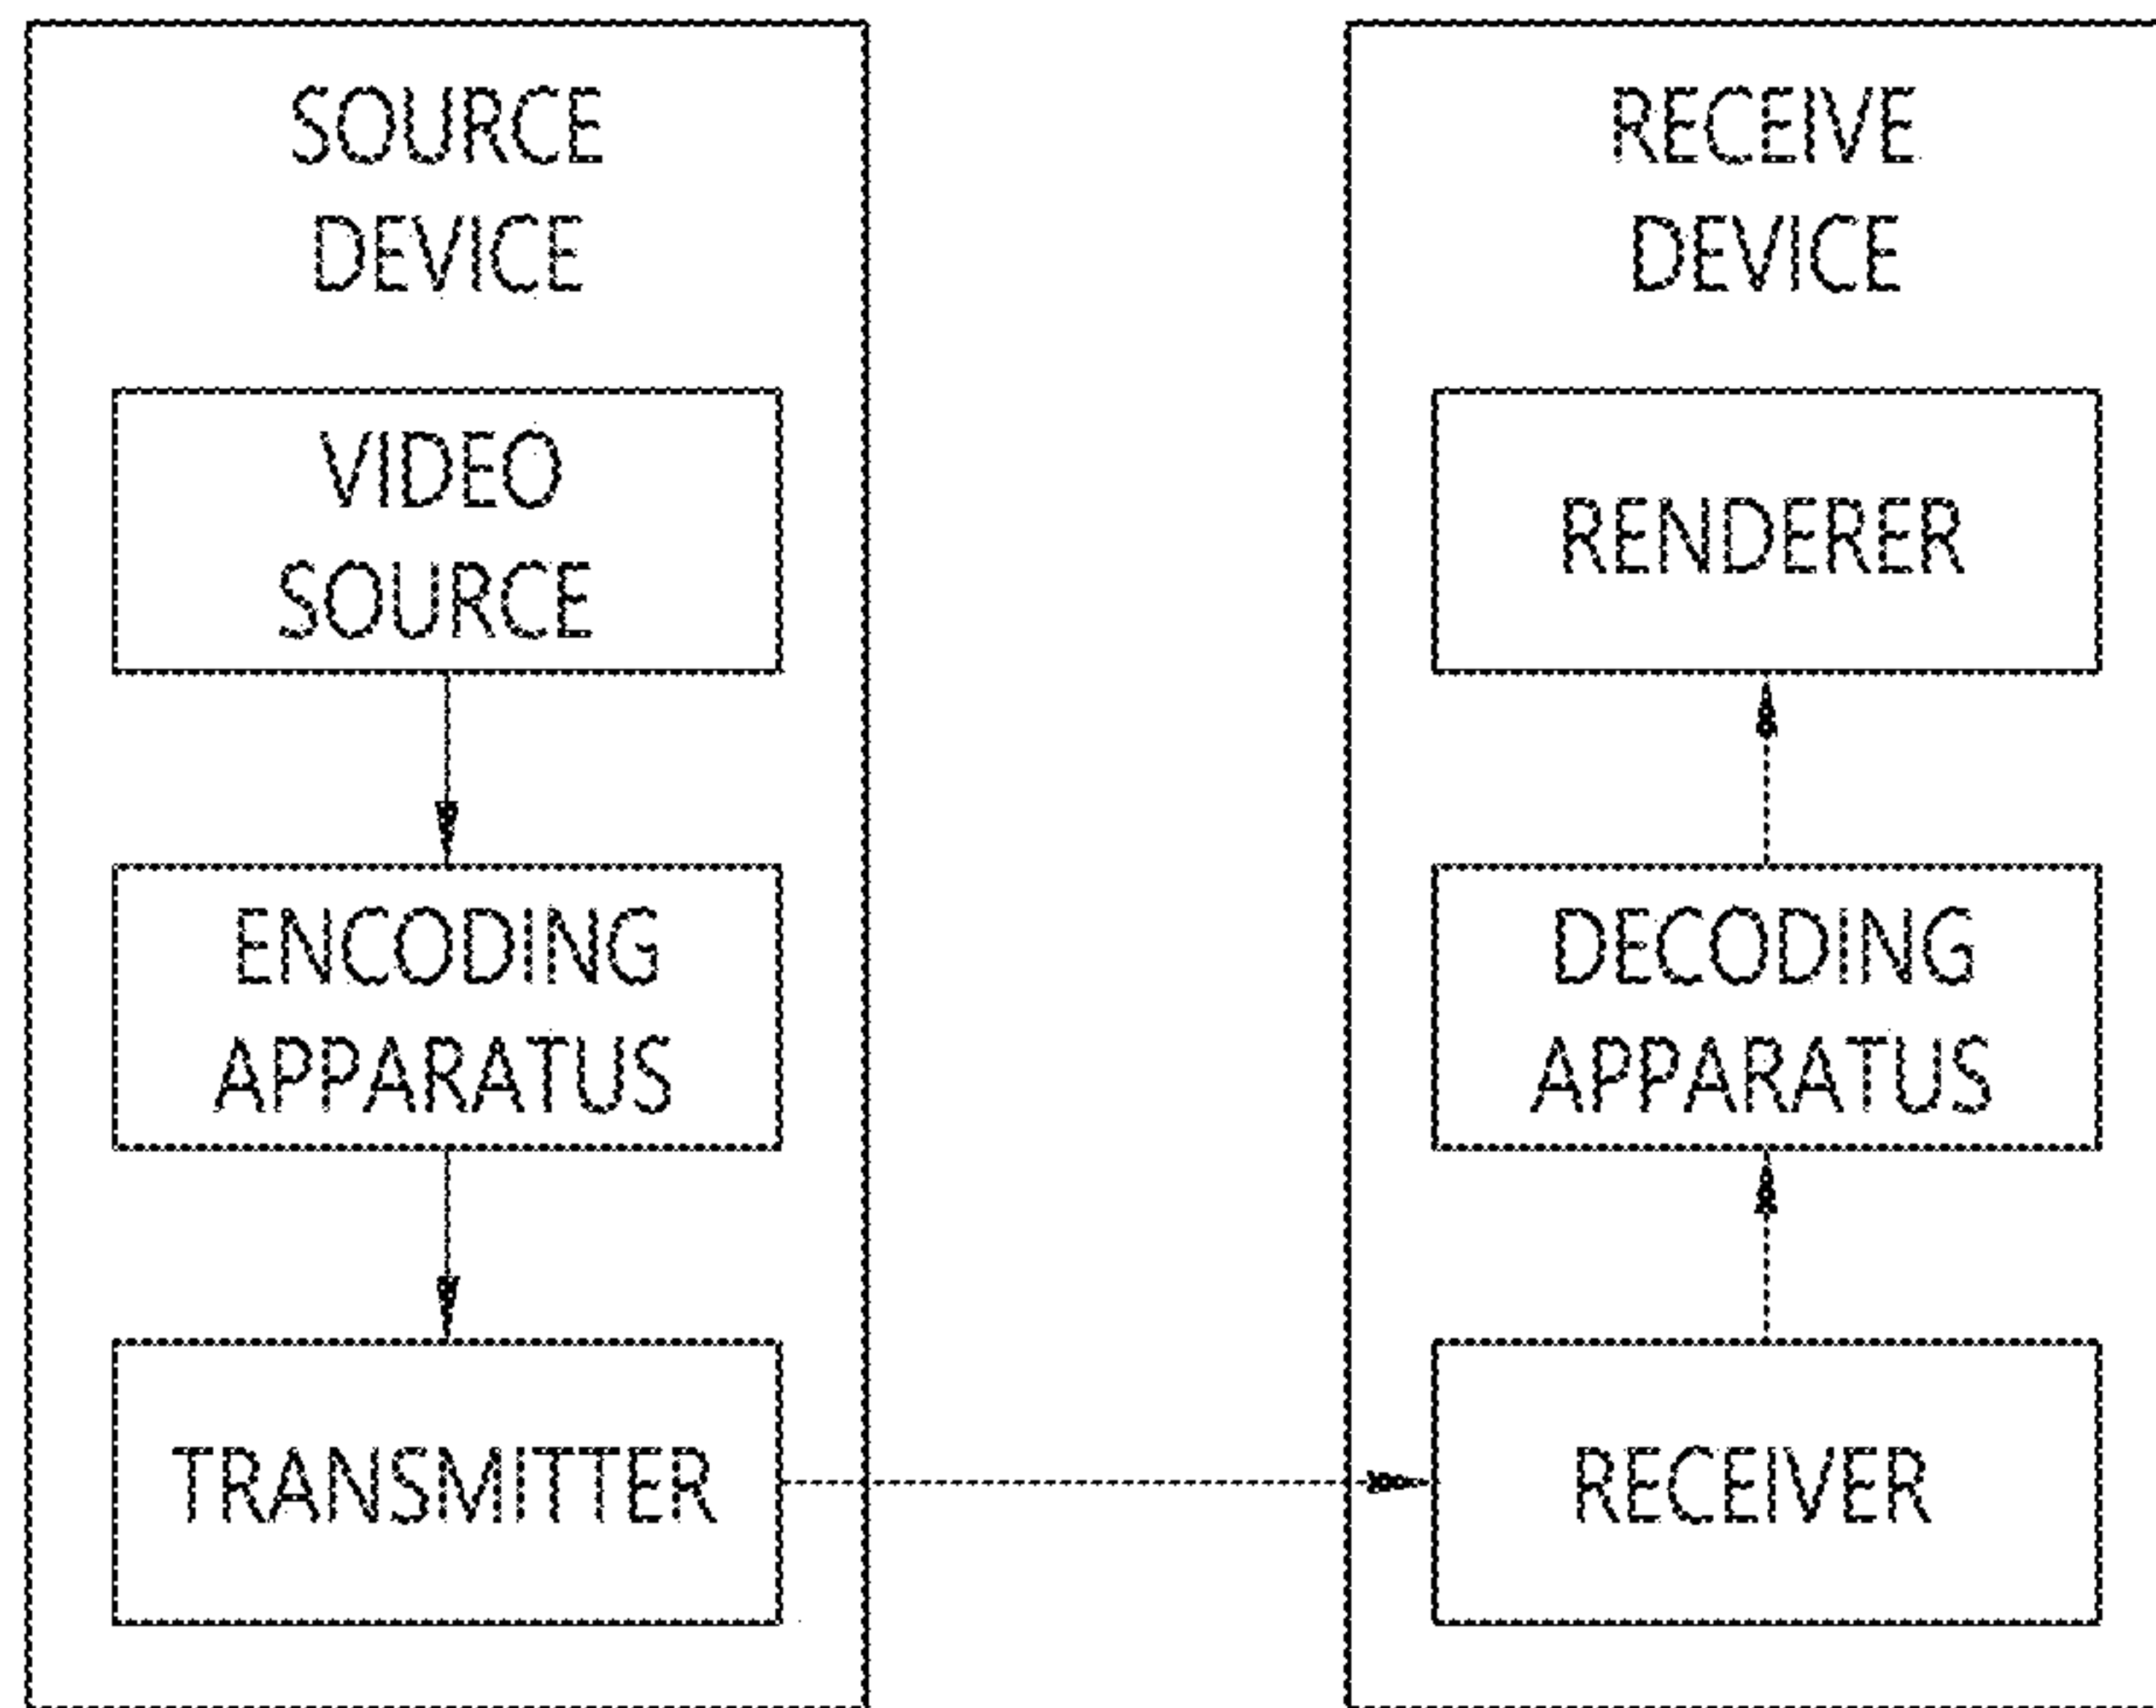 SOURCE
DEVICE
VIDEO
SOURCE
ENCODING
APPARATUS
TRANSMITTER
RECEIVE
DEVICE
RENDERER
DECODING
APPARATUS
RECEIVER